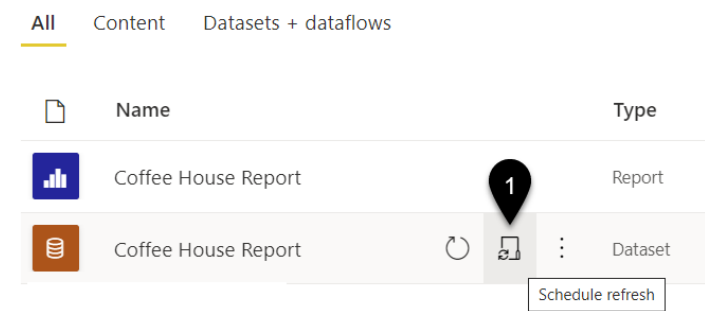 All Content Datasets + dataflows
Name Type
Coffee House Report Report
1
Coffee House Report Dataset
Schedule refresh